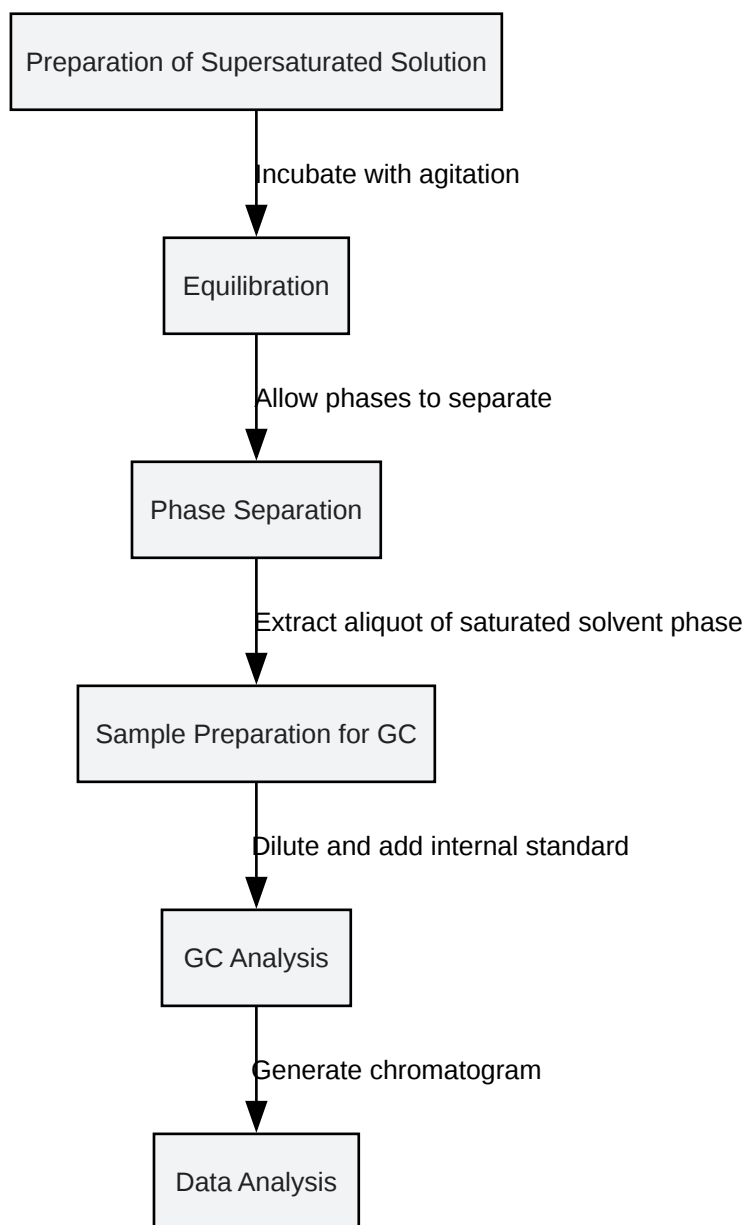 Preparation of Supersaturated Solution
Incubate with agitation
Equilibration
Allow phases to separate
Phase Separation
Extract aliquot of saturated solvent phase
Sample Preparation for GC
Dilute and add internal standard
GC Analysis
Generate chromatogram
Data Analysis